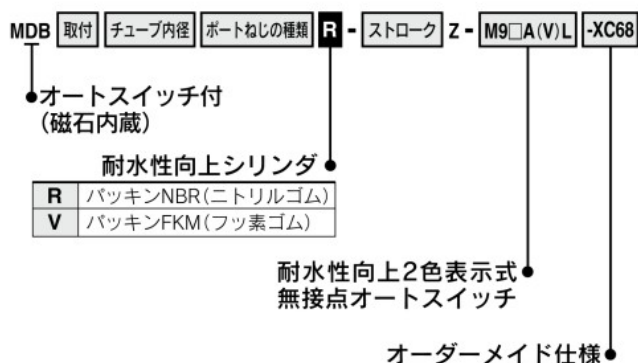 MDB 取付 チューブ内径 ポートねじの種類 R - ストローク Z - M9□A(V)L -XC68
オートスイッチ付
(磁石内蔵)
耐水性向上シリンダ
R パッキンNBR(ニトリルゴム)
V パッキンFKM(フッ素ゴム)
耐水性向上2色表示式
無接点オートスイッチ
オーダーメイド仕様